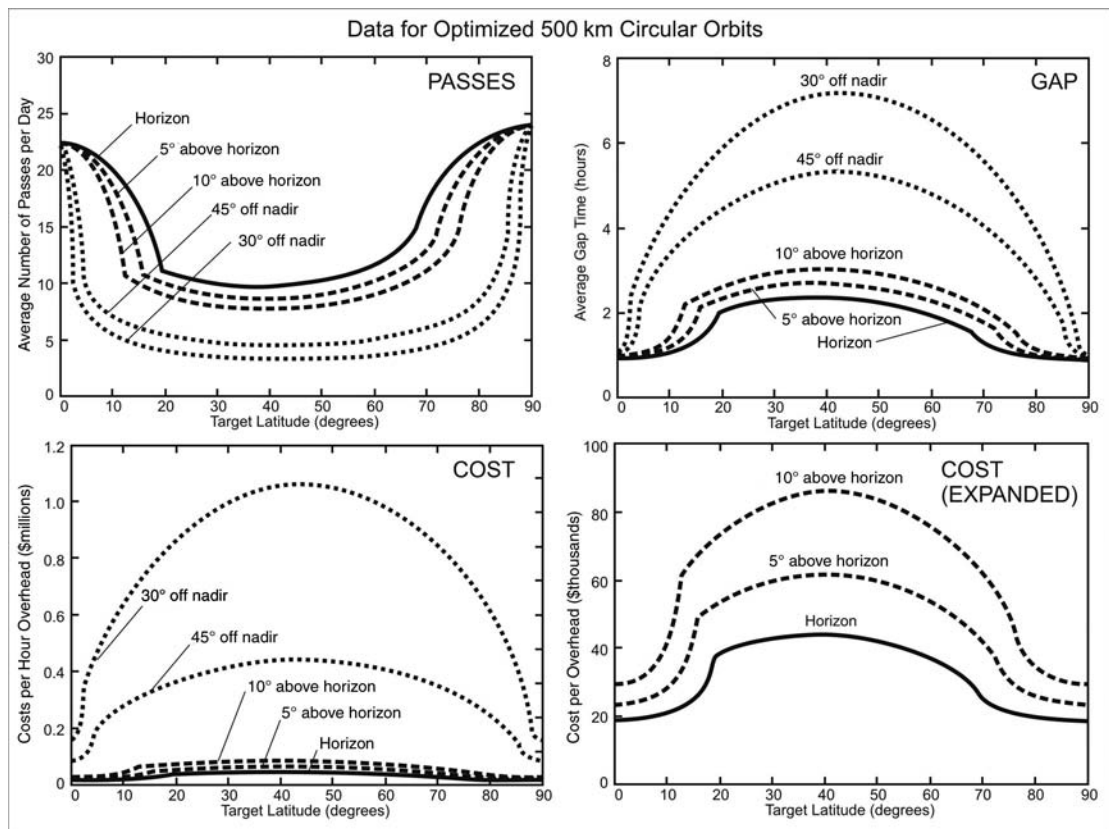 Data for Optimized 500 km Circular Orbits
PASSES
30
25
20
15
10
5
0
Average Number of Passes per Day
Horizon
5° above horizon
10° above horizon
45° off nadir
30° off nadir
0 10 20 30 40 50 60 70 80 90
Target Latitude (degrees)
GAP
8
6
4
2
0
Average Gap Time (hours)
30° off nadir
45° off nadir
10° above horizon
5° above horizon
Horizon
0 10 20 30 40 50 60 70 80 90
Target Latitude (degrees)
COST
1.2
1.0
0.8
0.6
0.4
0.2
0
Costs per Hour Overhead ($millions)
30° off nadir
45° off nadir
10° above horizon
5° above horizon
Horizon
0 10 20 30 40 50 60 70 80 90
Target Latitude (degrees)
COST
(EXPANDED)
100
80
60
40
20
0
Cost per Overhead ($thousands)
10° above horizon
5° above horizon
Horizon
0 10 20 30 40 50 60 70 80 90
Target Latitude (degrees)